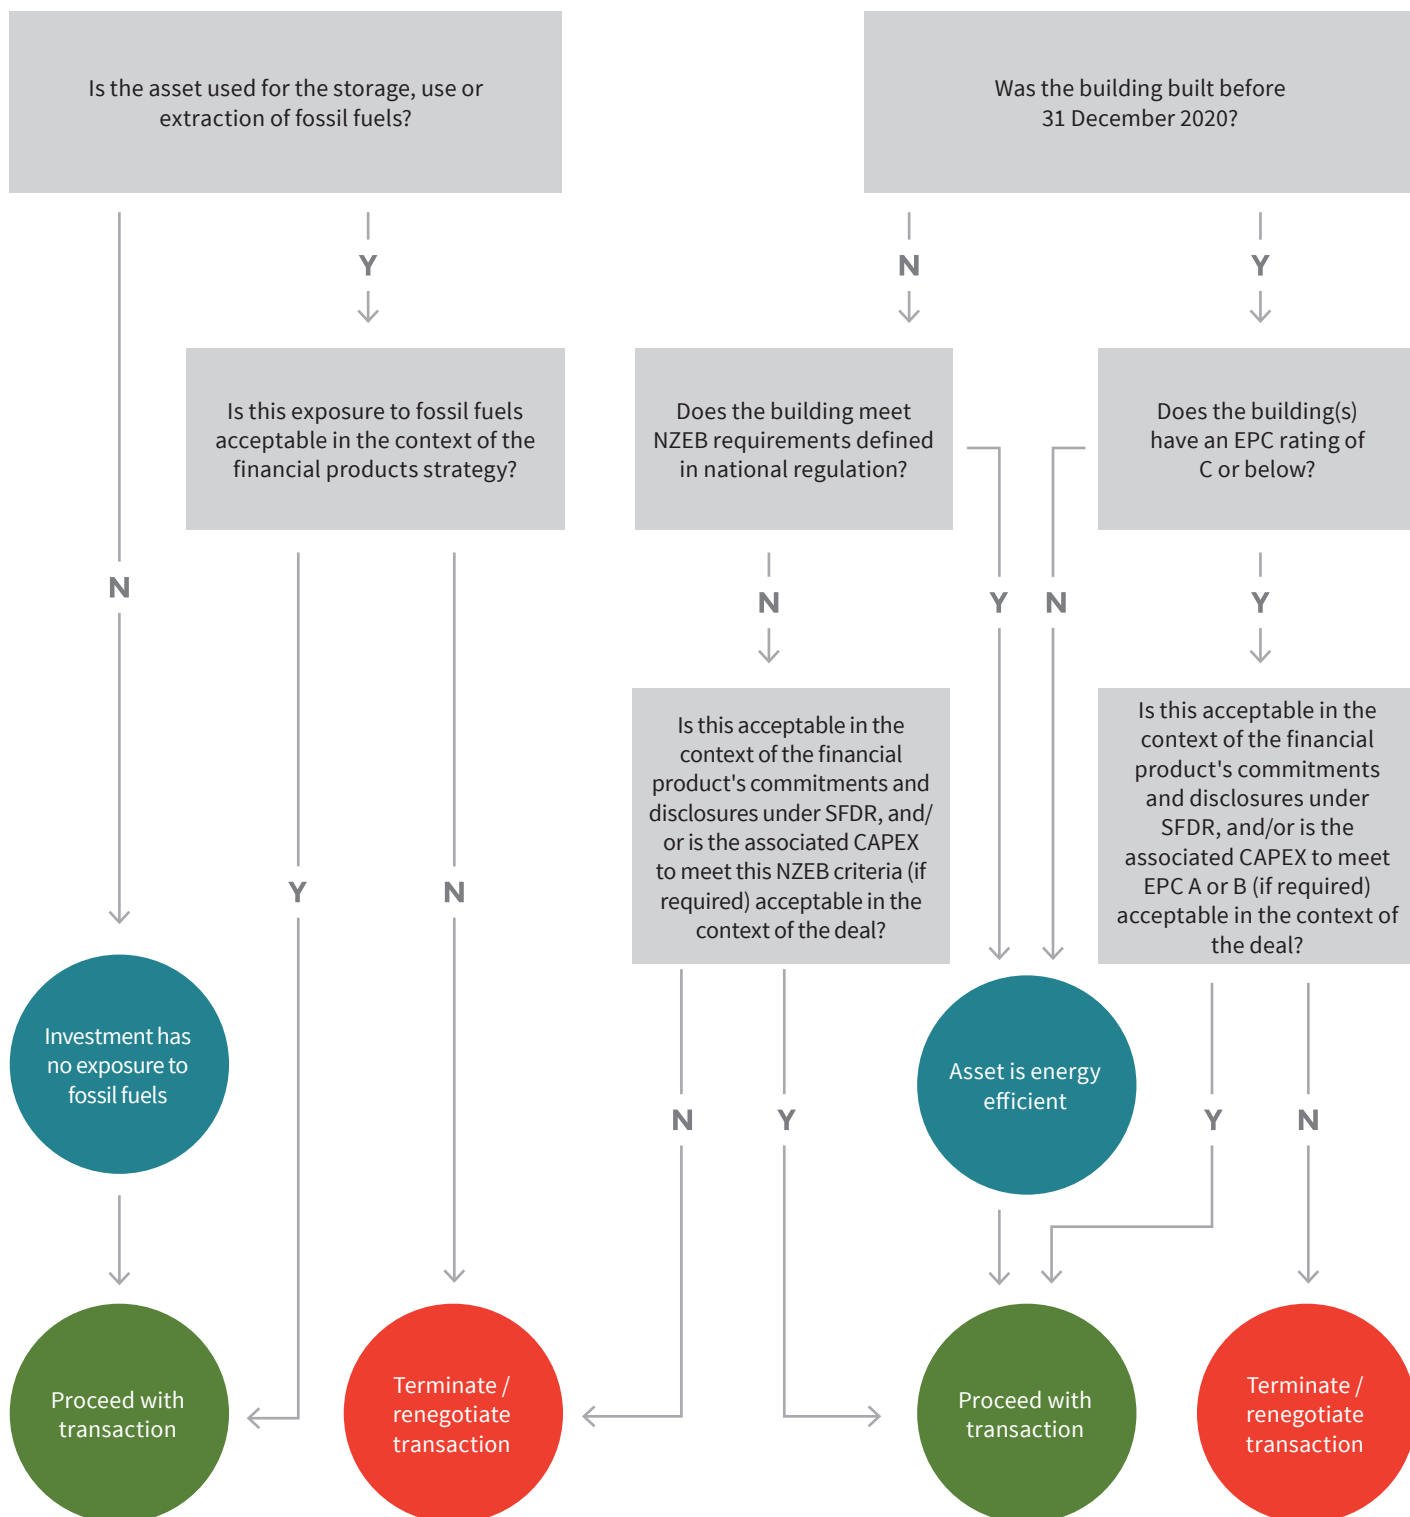 Is the asset used for the storage, use or
extraction of fossil fuels?
Was the building built before
31 December 2020?
Y
N
Y
Is this exposure to fossil fuels
acceptable in the context of the
financial products strategy?
Does the building meet
NZEB requirements defined
in national regulation?
Does the building(s)
have an EPC rating of
C or below?
N
N
Y
N
Y
Is this acceptable in the
context of the financial
product's commitments and
disclosures under SFDR, and/
or is the associated CAPEX
to meet this NZEB criteria (if
required) acceptable in the
context of the deal?
Is this acceptable in the
context of the financial
product's commitments
and disclosures under
SFDR, and/or is the
associated CAPEX to meet
EPC A or B (if required)
acceptable in the context of
the deal?
Y
N
Investment has
no exposure to
fossil fuels
Asset is energy
efficient
N
Y
Y
N
Proceed with
transaction
Terminate /
renegotiate
transaction
Proceed with
transaction
Terminate /
renegotiate
transaction